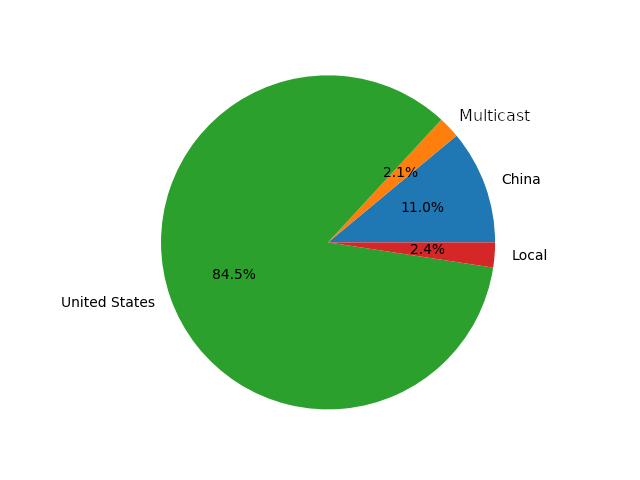 Multicast
2.1%
China
11.0%
2.4%
Local
84.5%
United States